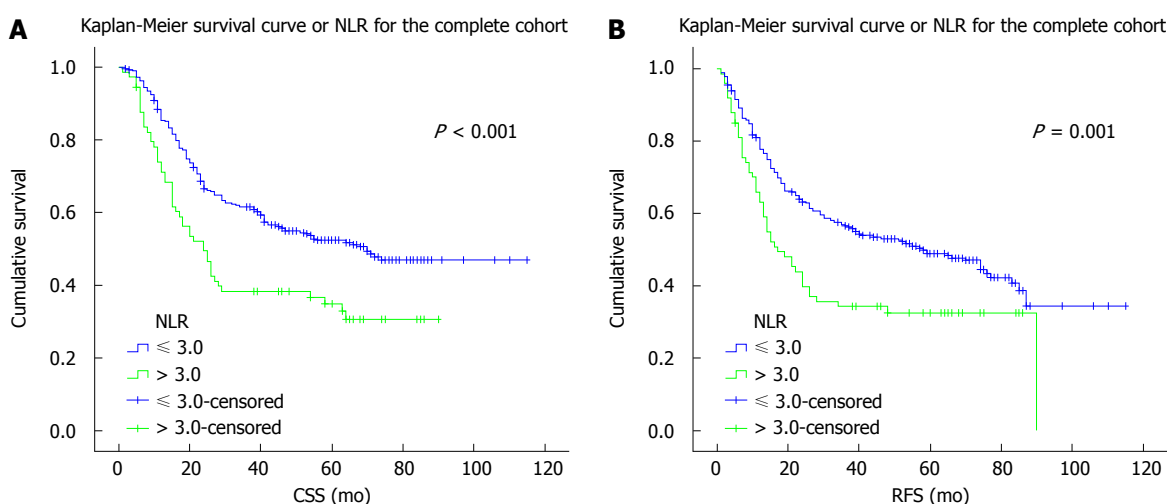 A
Kaplan-Meier survival curve or NLR for the complete cohort
1.0
0.8
0.6
0.4
0.2
0.0
Cumulative survival
P < 0.001
NLR
≤ 3.0
> 3.0
≤ 3.0-censored
> 3.0-censored
0 20 40 60 80 100 120
CSS (mo)
B
Kaplan-Meier survival curve or NLR for the complete cohort
1.0
0.8
0.6
0.4
0.2
0.0
Cumulative survival
P = 0.001
NLR
≤ 3.0
> 3.0
≤ 3.0-censored
> 3.0-censored
0 20 40 60 80 100 120
RFS (mo)